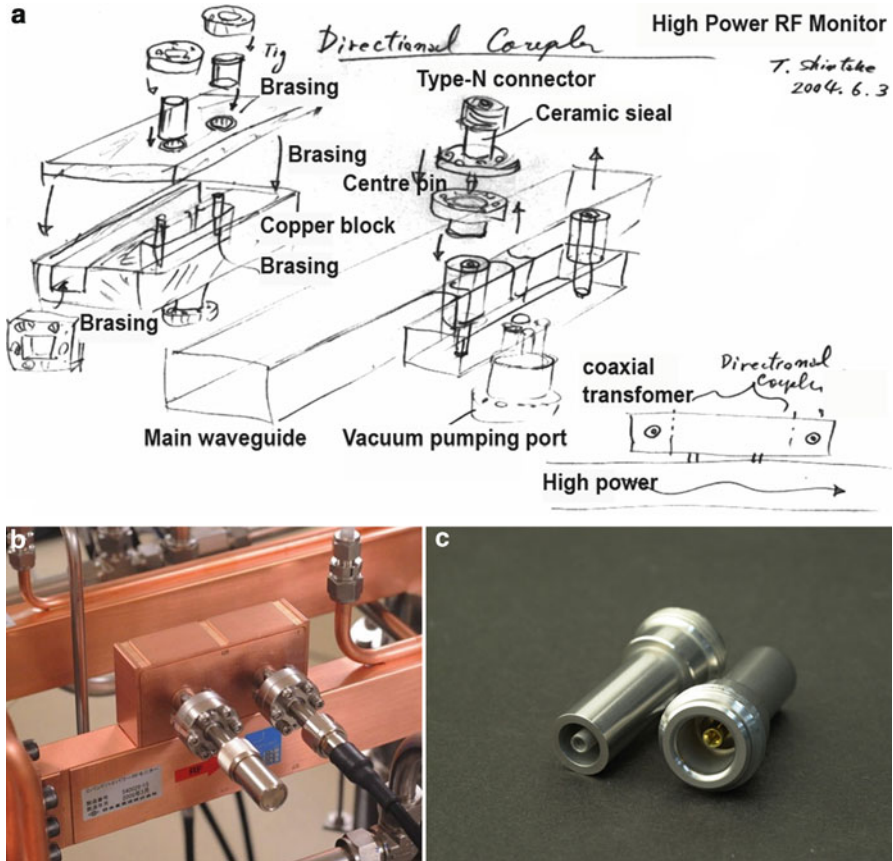 a
High Power RF Monitor
Directional Coupler
T. Shintake
2004. 6. 3
Tig
Brasing
Type-N connector
Ceramic sieal
Brasing
Centre pin
Copper block
Brasing
Brasing
Main waveguide
Vacuum pumping port
coaxial
transfomer
Directional
Coupler
High power
b
RF
c